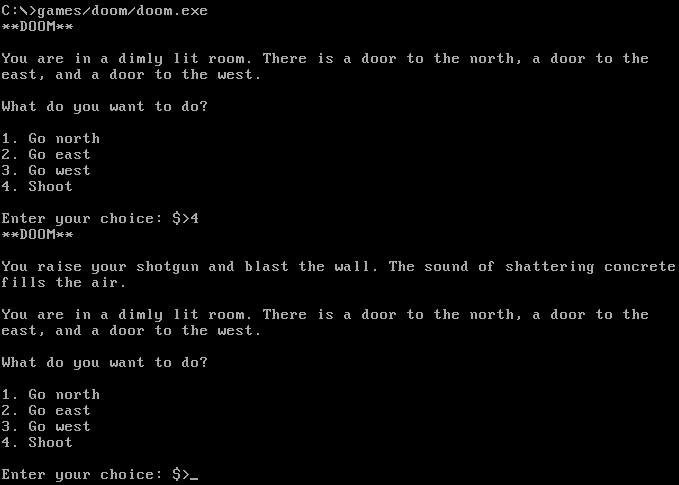 C:\>games/doom/doom.exe
**DOOM**
You are in a dimly lit room. There is a door to the north, a door to the
east, and a door to the west.
What do you want to do?
1. Go north
2. Go east
3. Go west
4. Shoot
Enter your choice: $>4
**DOOM**
You raise your shotgun and blast the wall. The sound of shattering concrete
fills the air.
You are in a dimly lit room. There is a door to the north, a door to the
east, and a door to the west.
What do you want to do?
1. Go north
2. Go east
3. Go west
4. Shoot
Enter your choice: $>_